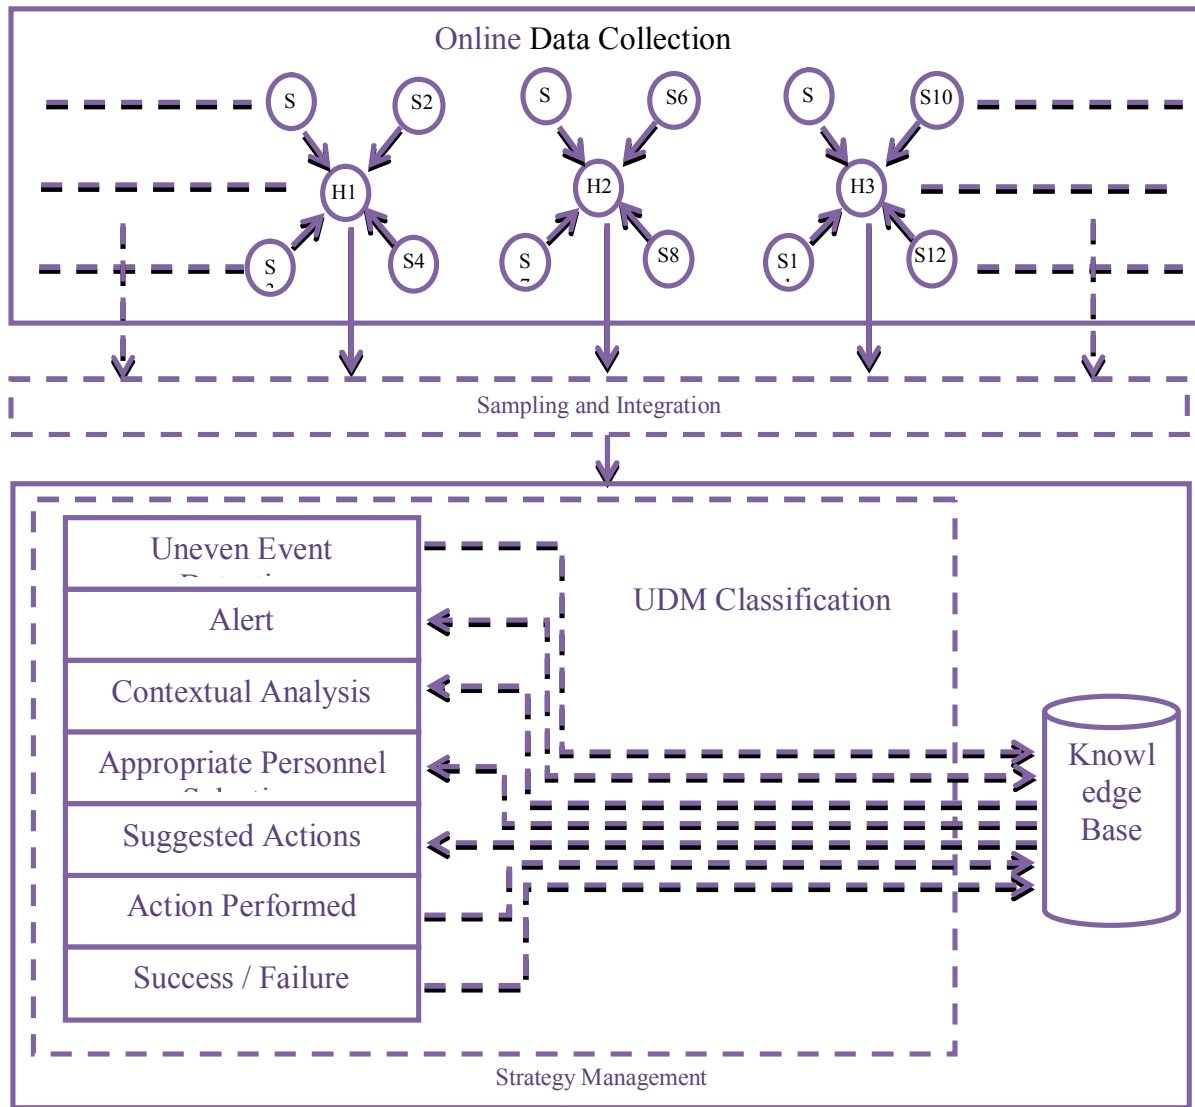 Online Data Collection
S S2 S S6 S S10
H1 H2 H3
S S4 S S8 S1 S12
Sampling and Integration
Uneven Event
UDM Classification
Alert
Contextual Analysis
Appropriate Personnel
Knowl
edge
Base
Suggested Actions
Action Performed
Success / Failure
Strategy Management